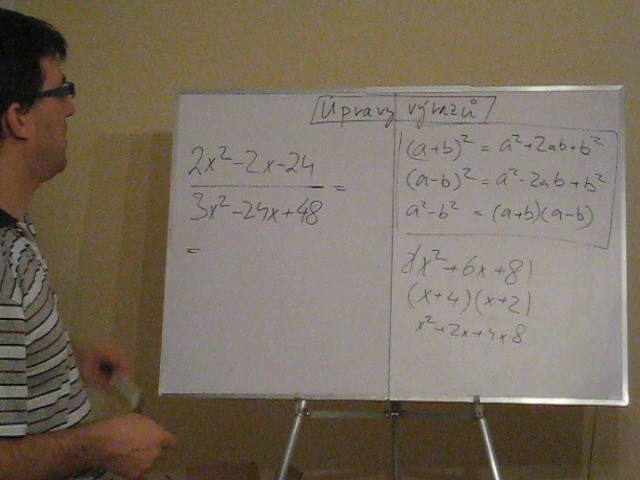 Úpravy výrazů
2x² - 2x - 24
3x² - 24x + 48
=
=
(a+b)² = a² + 2ab + b²
(a-b)² = a² - 2ab + b²
a² - b² = (a+b)(a-b)
x² + 6x + 8
(x+4)(x+2)
x² + 2x + 4x 8